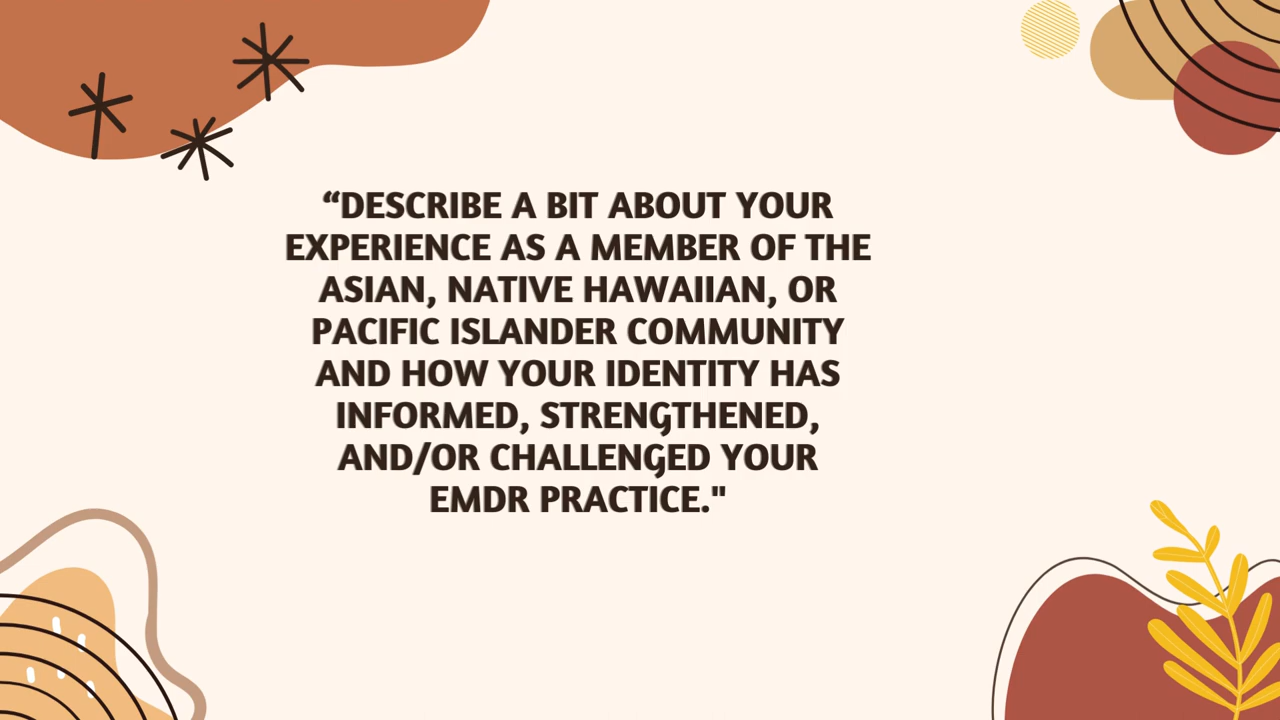 “DESCRIBE A BIT ABOUT YOUR
EXPERIENCE AS A MEMBER OF THE
ASIAN, NATIVE HAWAIIAN, OR
PACIFIC ISLANDER COMMUNITY
AND HOW YOUR IDENTITY HAS
INFORMED, STRENGTHENED,
AND/OR CHALLENGED YOUR
EMDR PRACTICE."